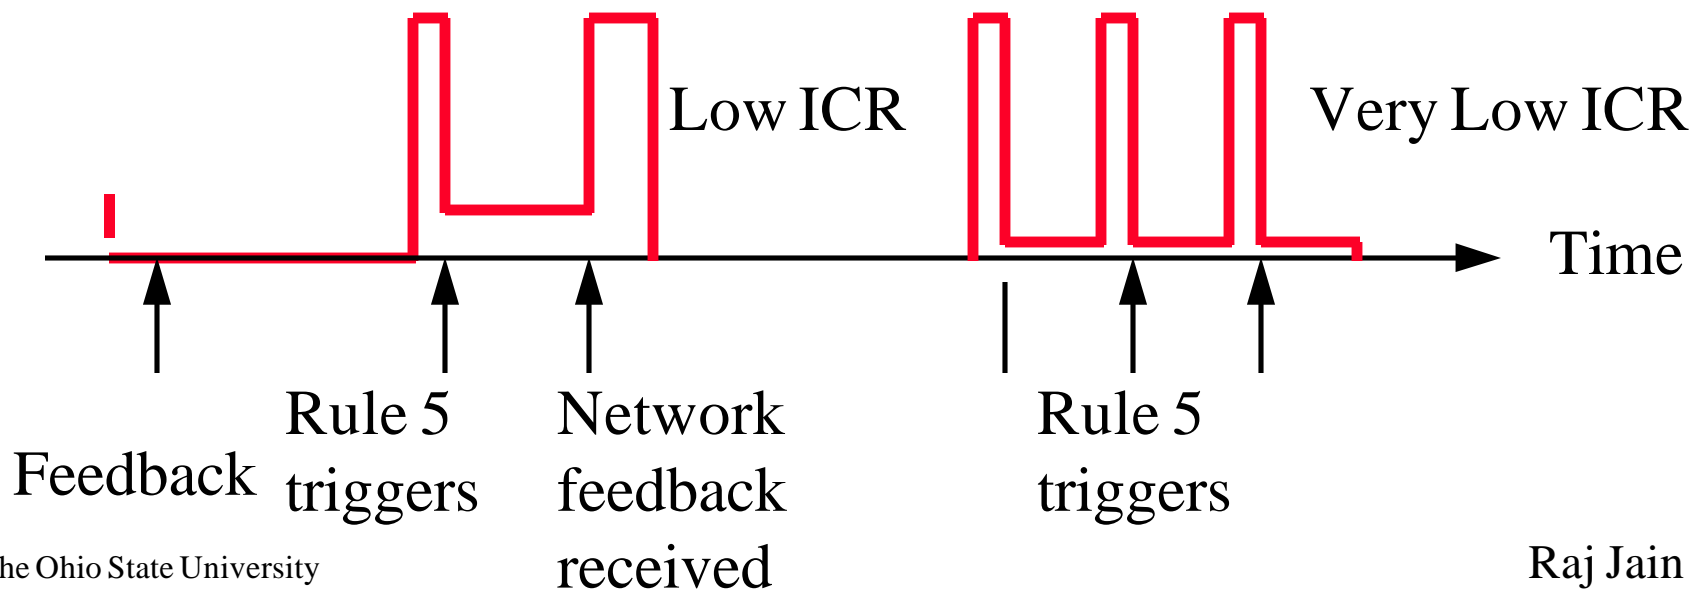 Low ICR
Very Low ICR
Time
Feedback
Rule 5
triggers
Network
feedback
received
Rule 5
triggers
he Ohio State University
Raj Jain